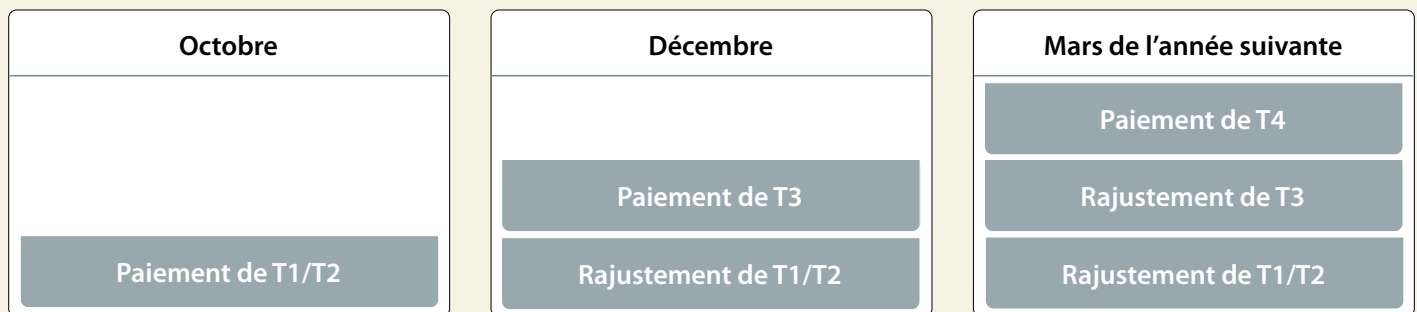 Octobre
Paiement de T1/T2
Décembre
Paiement de T3
Rajustement de T1/T2
Mars de l’année suivante
Paiement de T4
Rajustement de T3
Rajustement de T1/T2